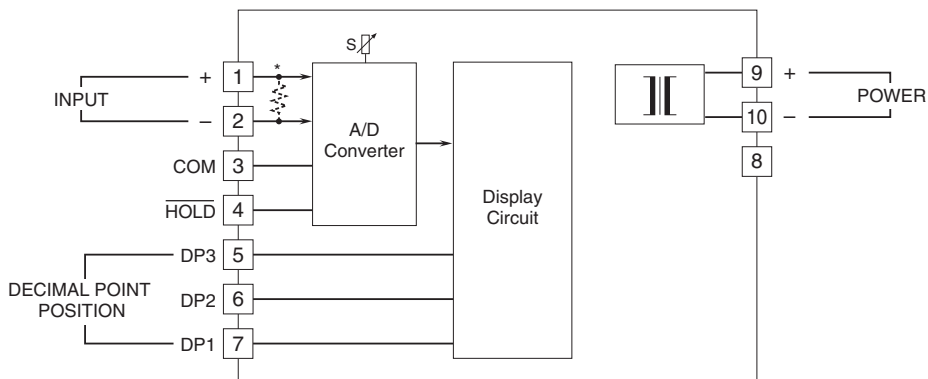 S
*
+ 1
INPUT
– 2
A/D
Converter
COM 3
HOLD 4
DP3 5
DECIMAL POINT
POSITION
DP2 6
DP1 7
Display
Circuit
9 +
POWER
10 –
8